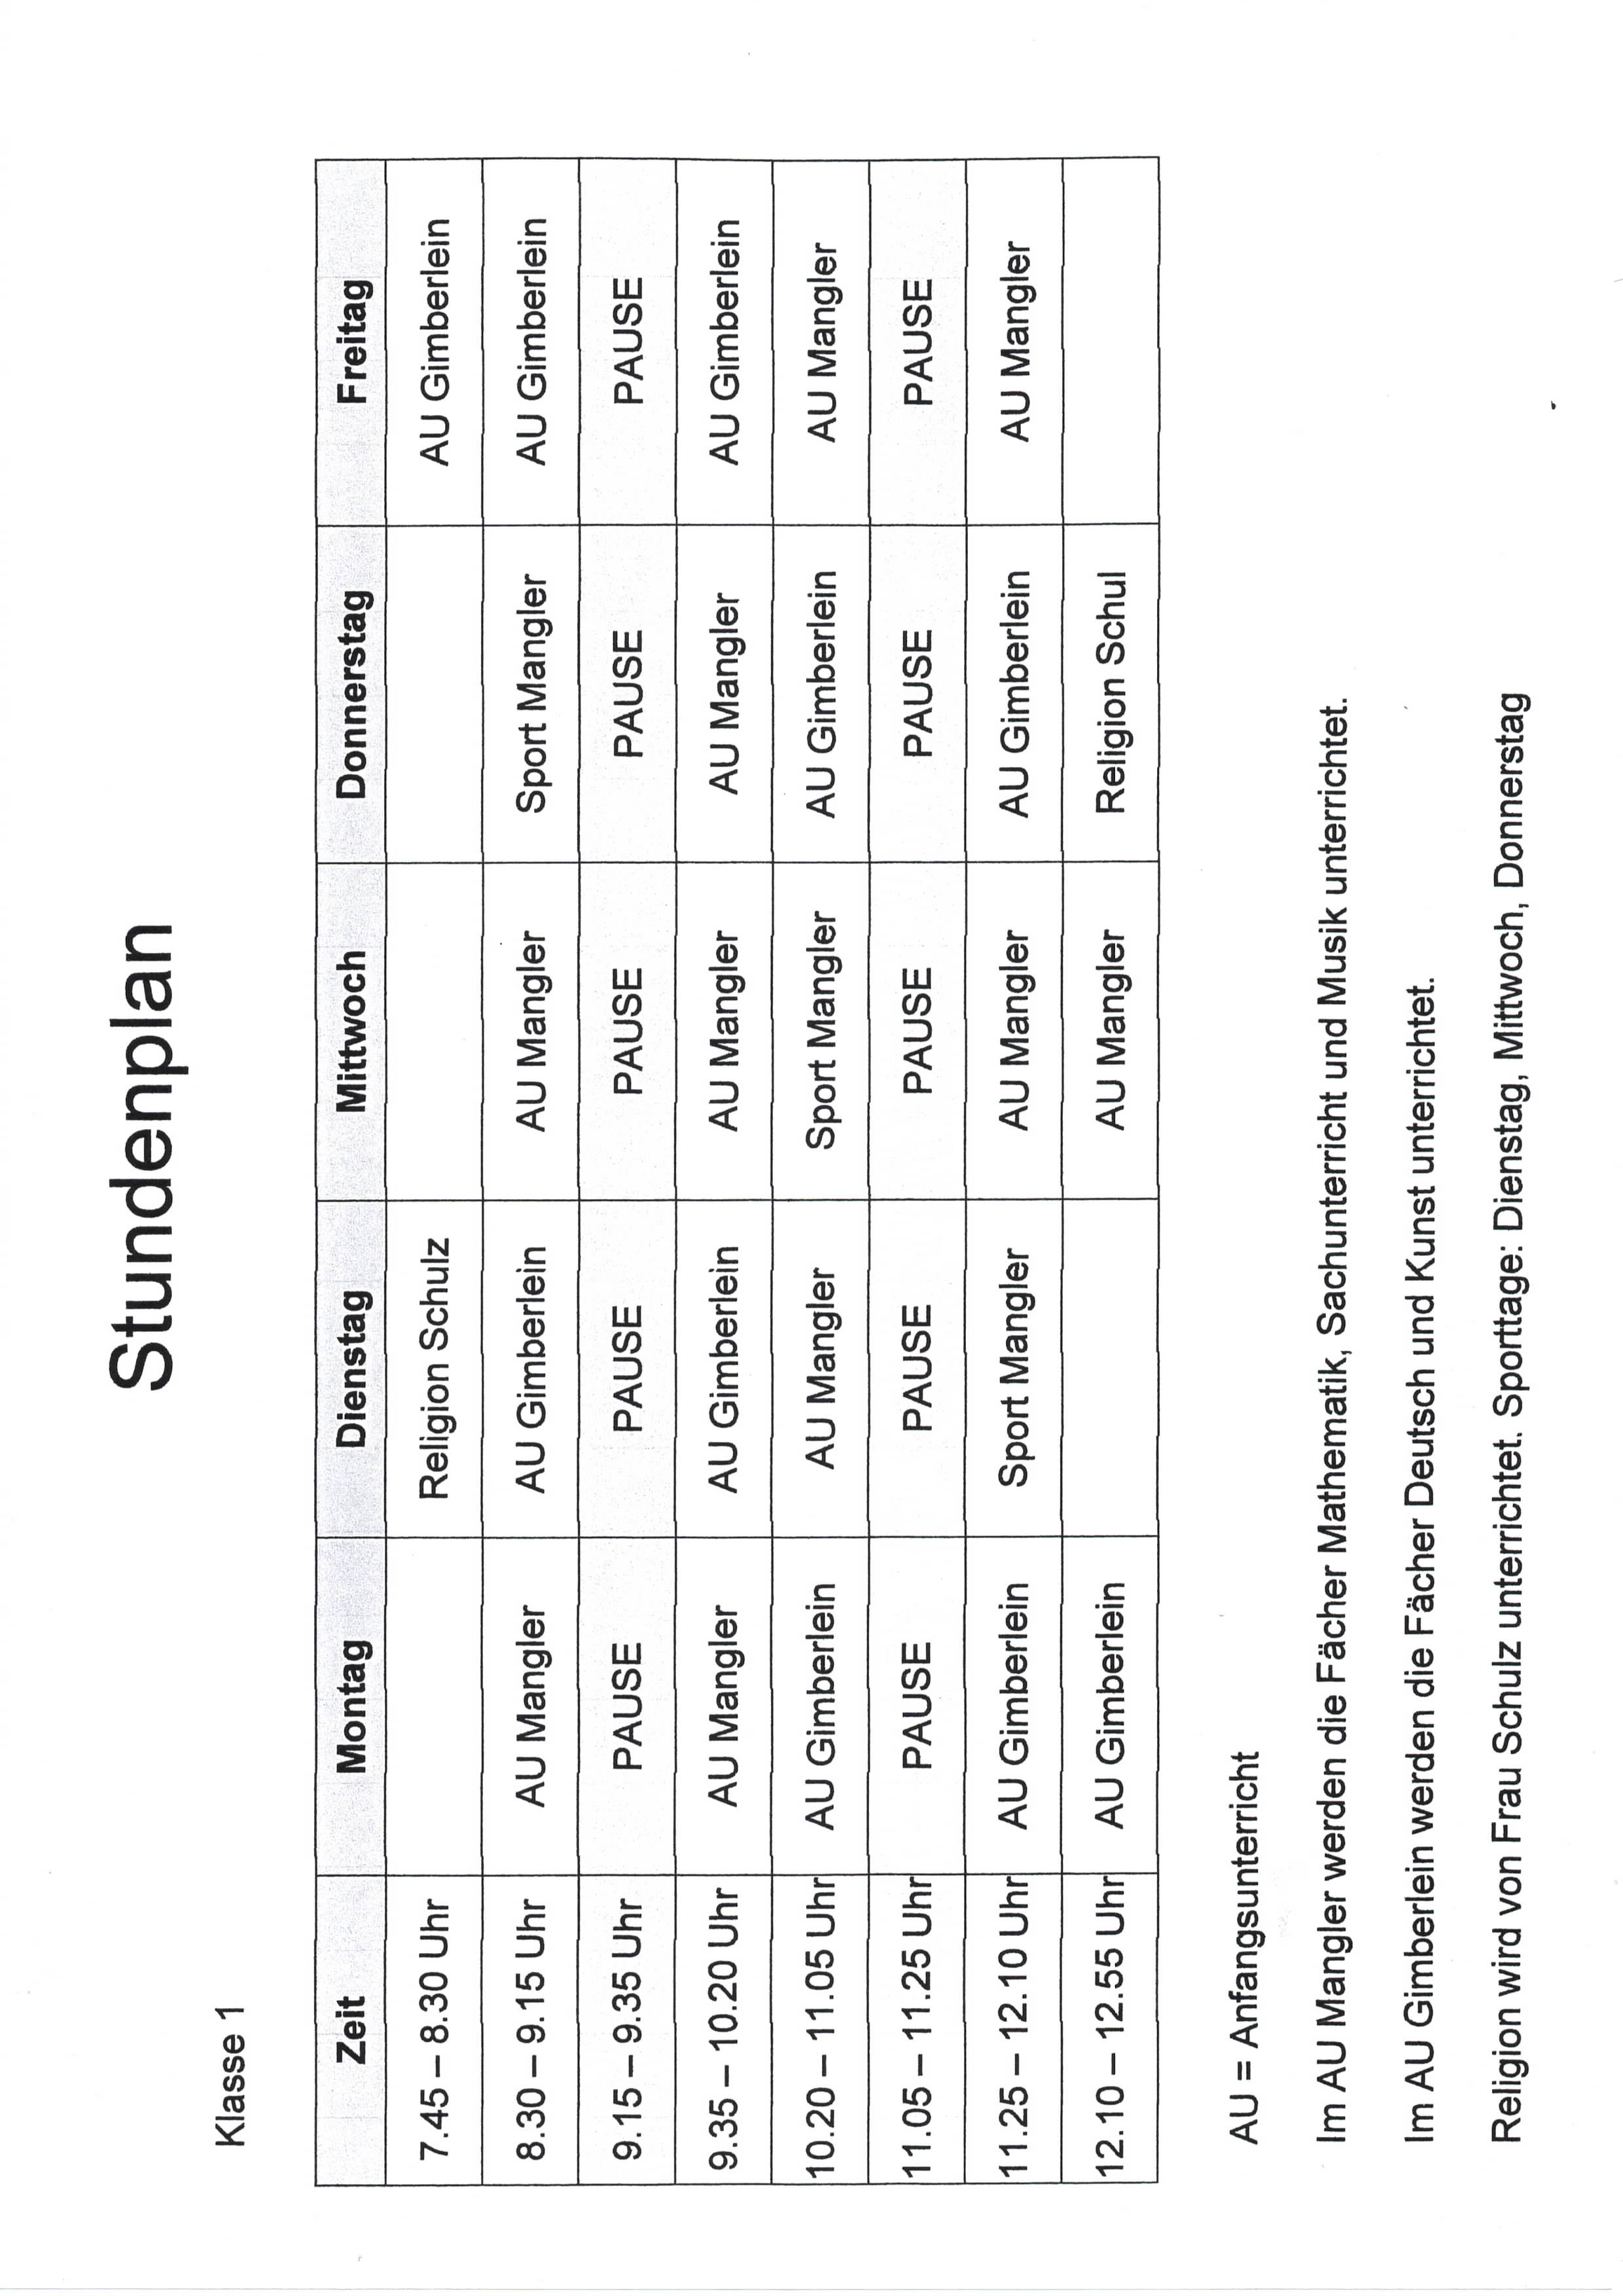 Stundenplan
Klasse 1
Zeit Montag Dienstag Mittwoch Donnerstag Freitag
7.45 – 8.30 Uhr Religion Schulz AU Gimberlein
8.30 – 9.15 Uhr AU Mangler AU Gimberlein AU Mangler Sport Mangler AU Gimberlein
9.15 – 9.35 Uhr PAUSE PAUSE PAUSE PAUSE PAUSE
9.35 – 10.20 Uhr AU Mangler AU Gimberlein AU Mangler AU Mangler AU Gimberlein
10.20 – 11.05 Uhr AU Gimberlein AU Mangler Sport Mangler AU Gimberlein AU Mangler
11.05 – 11.25 Uhr PAUSE PAUSE PAUSE PAUSE PAUSE
11.25 – 12.10 Uhr AU Gimberlein Sport Mangler AU Mangler AU Gimberlein AU Mangler
12.10 – 12.55 Uhr AU Gimberlein AU Mangler Religion Schul
AU = Anfangsunterricht
Im AU Mangler werden die Fächer Mathematik, Sachunterricht und Musik unterrichtet.
Im AU Gimberlein werden die Fächer Deutsch und Kunst unterrichtet.
Religion wird von Frau Schulz unterrichtet. Sporttage: Dienstag, Mittwoch, Donnerstag